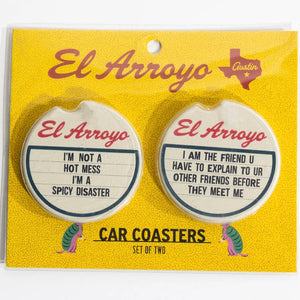 El Arroyo
Austin
El Arroyo
I'M NOT A
HOT MESS
I'M A
SPICY DISASTER
El Arroyo
I AM THE FRIEND U
HAVE TO EXPLAIN TO UR
OTHER FRIENDS BEFORE
THEY MEET ME
CAR COASTERS
SET OF TWO